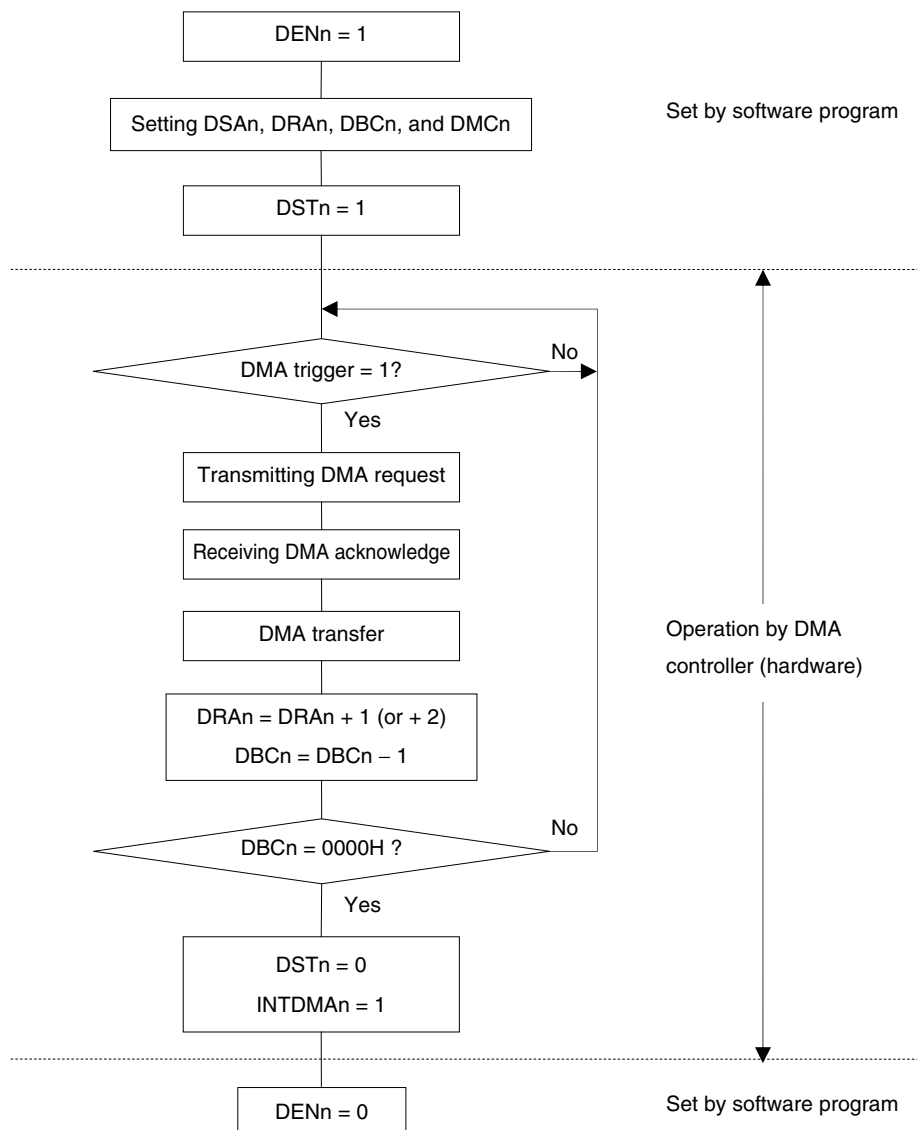 DENn = 1
Setting DSAn, DRAn, DBCn, and DMCn
Set by software program
DSTn = 1
DMA trigger = 1?
No
Yes
Transmitting DMA request
Receiving DMA acknowledge
DMA transfer
Operation by DMA
controller (hardware)
DRAn = DRAn + 1 (or + 2)
DBCn = DBCn − 1
DBCn = 0000H ?
No
Yes
DSTn = 0
INTDMAn = 1
DENn = 0
Set by software program